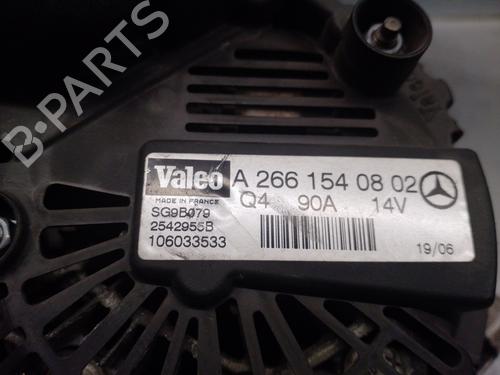 B-PARTS
Valeo A 266 154 08 02
MADE IN FRANCE Q4 90A 14V
SG9B079
2542955B
106033533
19/06